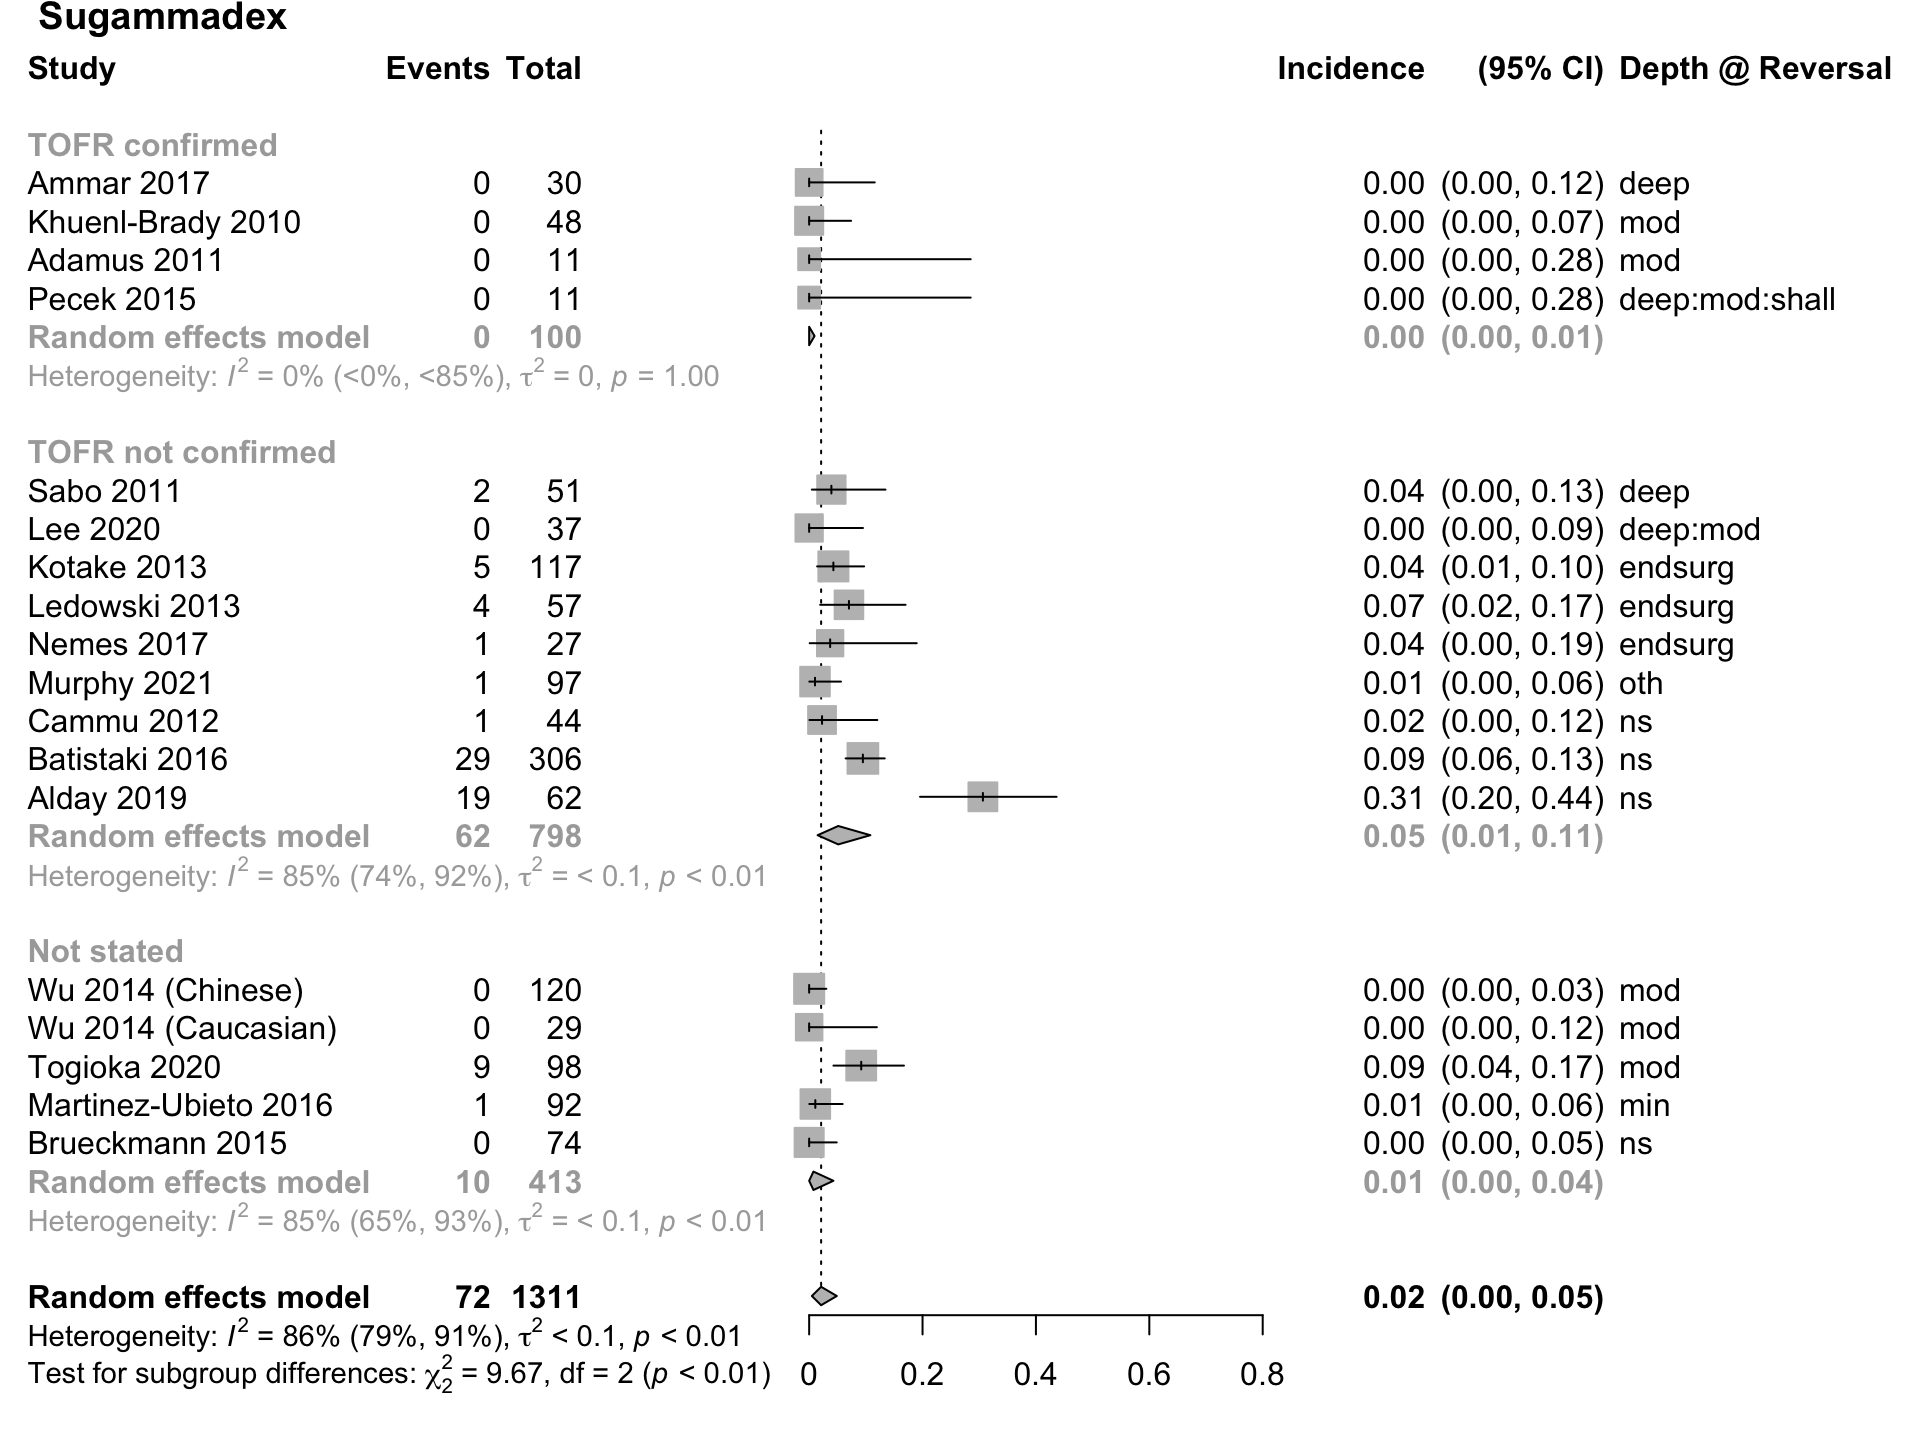 Sugammadex
Study Events Total Incidence (95% CI) Depth @ Reversal
TOFR confirmed
Ammar 2017 0 30 0.00 (0.00, 0.12) deep
Khuenl-Brady 2010 0 48 0.00 (0.00, 0.07) mod
Adamus 2011 0 11 0.00 (0.00, 0.28) mod
Pecek 2015 0 11 0.00 (0.00, 0.28) deep:mod:shall
Random effects model 0 100 0.00 (0.00, 0.01)
Heterogeneity: I² = 0% (<0%, <85%), τ² = 0, p = 1.00
TOFR not confirmed
Sabo 2011 2 51 0.04 (0.00, 0.13) deep
Lee 2020 0 37 0.00 (0.00, 0.09) deep:mod
Kotake 2013 5 117 0.04 (0.01, 0.10) endsurg
Ledowski 2013 4 57 0.07 (0.02, 0.17) endsurg
Nemes 2017 1 27 0.04 (0.00, 0.19) endsurg
Murphy 2021 1 97 0.01 (0.00, 0.06) oth
Cammu 2012 1 44 0.02 (0.00, 0.12) ns
Batistaki 2016 29 306 0.09 (0.06, 0.13) ns
Alday 2019 19 62 0.31 (0.20, 0.44) ns
Random effects model 62 798 0.05 (0.01, 0.11)
Heterogeneity: I² = 85% (74%, 92%), τ² = < 0.1, p < 0.01
Not stated
Wu 2014 (Chinese) 0 120 0.00 (0.00, 0.03) mod
Wu 2014 (Caucasian) 0 29 0.00 (0.00, 0.12) mod
Togioka 2020 9 98 0.09 (0.04, 0.17) mod
Martinez-Ubieto 2016 1 92 0.01 (0.00, 0.06) min
Brueckmann 2015 0 74 0.00 (0.00, 0.05) ns
Random effects model 10 413 0.01 (0.00, 0.04)
Heterogeneity: I² = 85% (65%, 93%), τ² = < 0.1, p < 0.01
Random effects model 72 1311 0.02 (0.00, 0.05)
Heterogeneity: I² = 86% (79%, 91%), τ² < 0.1, p < 0.01
Test for subgroup differences: χ²₂ = 9.67, df = 2 (p < 0.01) 0 0.2 0.4 0.6 0.8